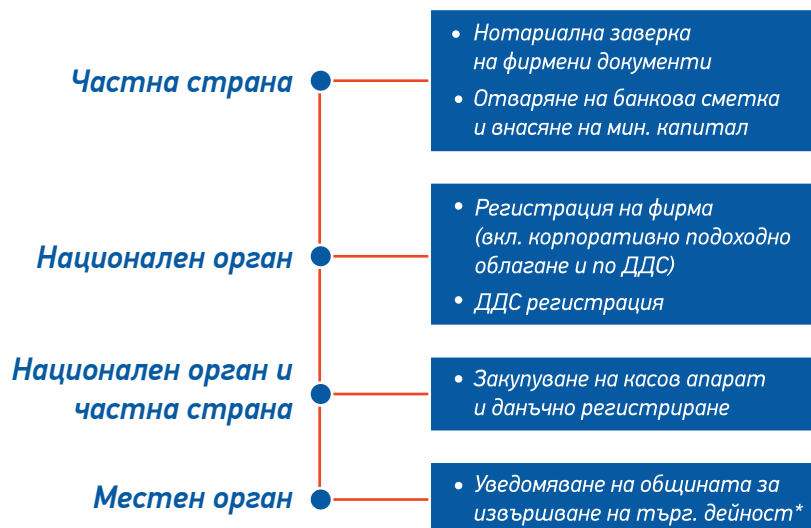 Частна страна
• Нотариална заверка
на фирмени документи
• Отваряне на банкова сметка
и внасяне на мин. капитал
Национален орган
• Регистрация на фирма
(вкл. корпоративно подоходно
облагане и по ДДС)
• ДДС регистрация
Национален орган и
частна страна
• Закупуване на касов апарат
и данъчно регистриране
Местен орган
• Уведомяване на общината за
извършване на търг. дейност*